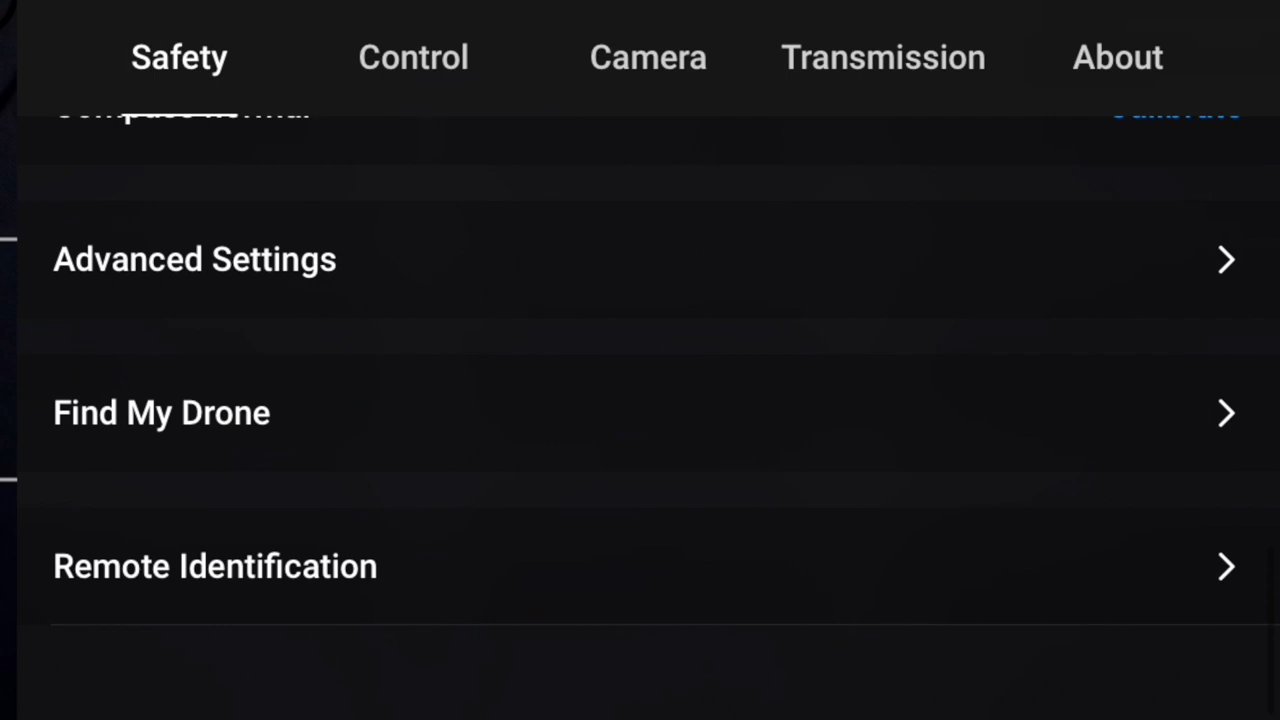 Safety Control Camera Transmission About
Advanced Settings
Find My Drone
Remote Identification